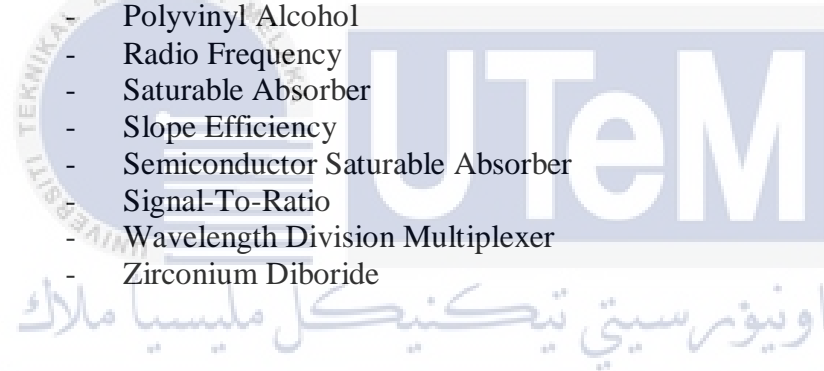 - Polyvinyl Alcohol
- Radio Frequency
- Saturable Absorber
- Slope Efficiency
- Semiconductor Saturable Absorber
- Signal-To-Ratio
- Wavelength Division Multiplexer
- Zirconium Diboride
UTeM
اونيۏرسيتي تيكنيكل مليسيا ملاك